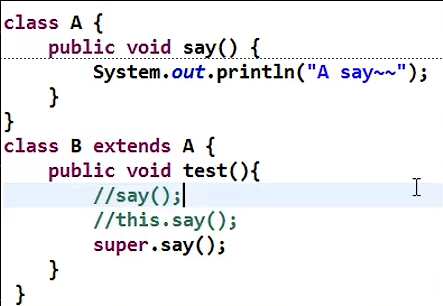 class A {
    public void say() {
        System.out.println("A say~~");
    }
}
class B extends A {
    public void test(){
        //say();
        //this.say();
        super.say();
    }
}